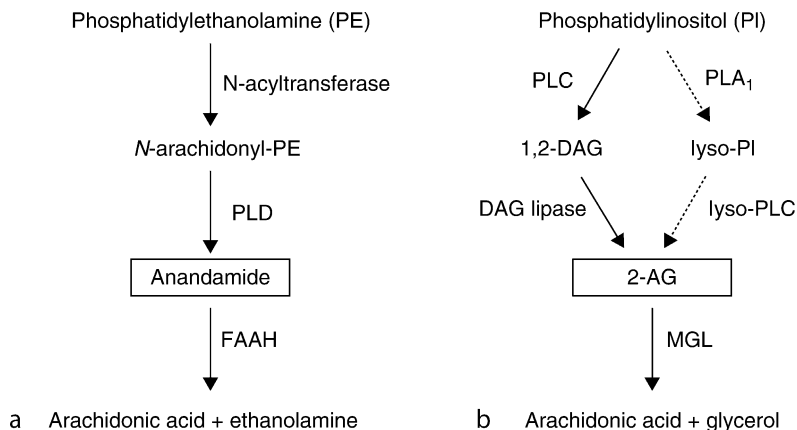 Phosphatidylethanolamine (PE)
N-acyltransferase
N-arachidonyl-PE
PLD
Anandamide
FAAH
a Arachidonic acid + ethanolamine
Phosphatidylinositol (PI)
PLC PLA₁
1,2-DAG lyso-PI
DAG lipase lyso-PLC
2-AG
MGL
b Arachidonic acid + glycerol